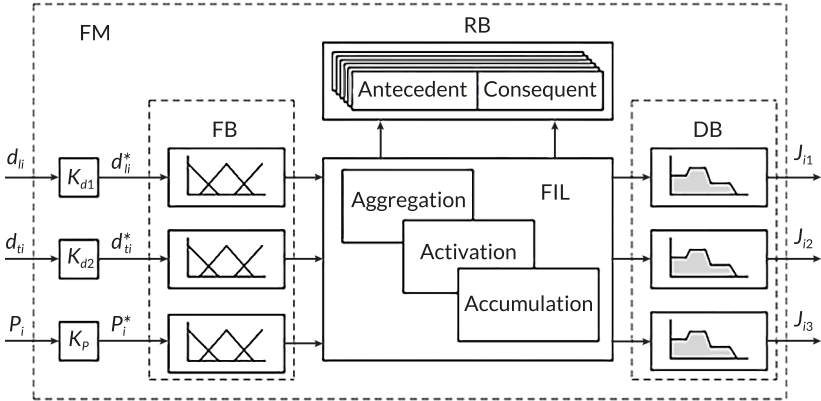 FM
RB
Antecedent
Consequent
FB
DB
d_li
K_d1
d*_li
J_i1
Aggregation
FIL
d_ti
K_d2
d*_ti
Activation
J_i2
Accumulation
P_i
K_P
P*_i
J_i3